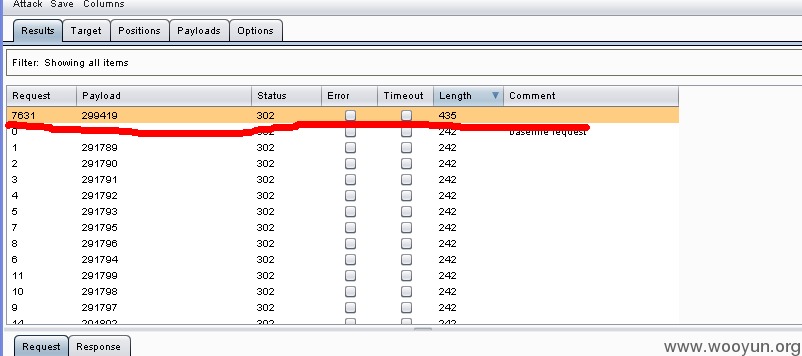 Attack Save Columns
Results Target Positions Payloads Options
Filter: Showing all items
Request Payload Status Error Timeout Length Comment
7631 299419 302 435
0 302 242 baseline request
1 291789 302 242
2 291790 302 242
3 291791 302 242
4 291792 302 242
5 291793 302 242
7 291795 302 242
8 291796 302 242
6 291794 302 242
11 291799 302 242
10 291798 302 242
9 291797 302 242
14 302 242
Request Response
www.wooyun.org